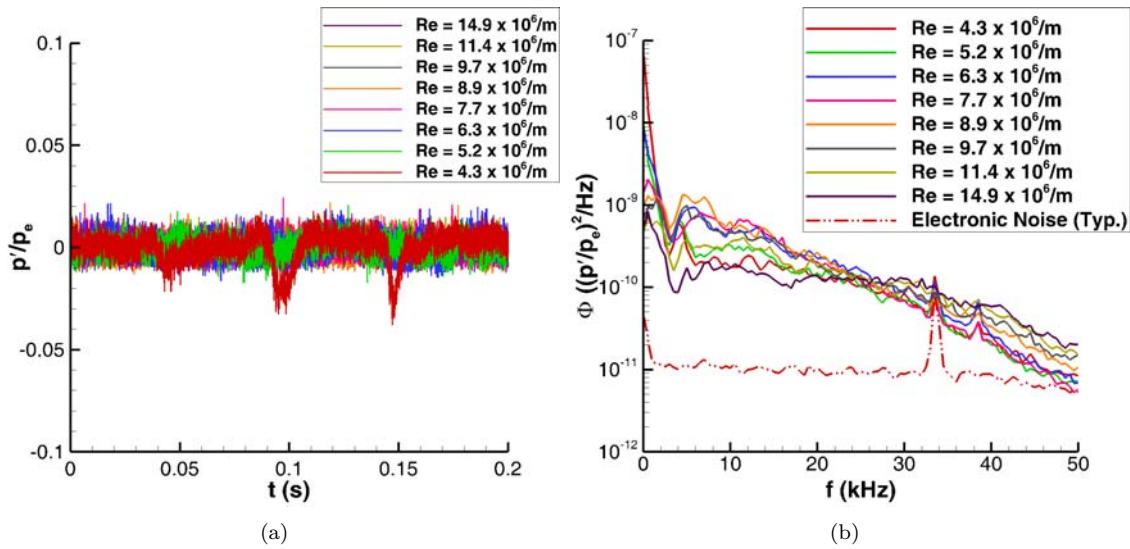 Re = 14.9 x 10⁶/m
Re = 11.4 x 10⁶/m
Re = 9.7 x 10⁶/m
Re = 8.9 x 10⁶/m
Re = 7.7 x 10⁶/m
Re = 6.3 x 10⁶/m
Re = 5.2 x 10⁶/m
Re = 4.3 x 10⁶/m
0.1
0.05
0
-0.05
-0.1
p'/pₑ
0 0.05 0.1 0.15 0.2
t (s)
(a)
Re = 4.3 x 10⁶/m
Re = 5.2 x 10⁶/m
Re = 6.3 x 10⁶/m
Re = 7.7 x 10⁶/m
Re = 8.9 x 10⁶/m
Re = 9.7 x 10⁶/m
Re = 11.4 x 10⁶/m
Re = 14.9 x 10⁶/m
Electronic Noise (Typ.)
10⁻⁷
10⁻⁸
10⁻⁹
10⁻¹⁰
10⁻¹¹
10⁻¹²
Φ ((p'/pₑ)²/Hz)
0 10 20 30 40 50
f (kHz)
(b)